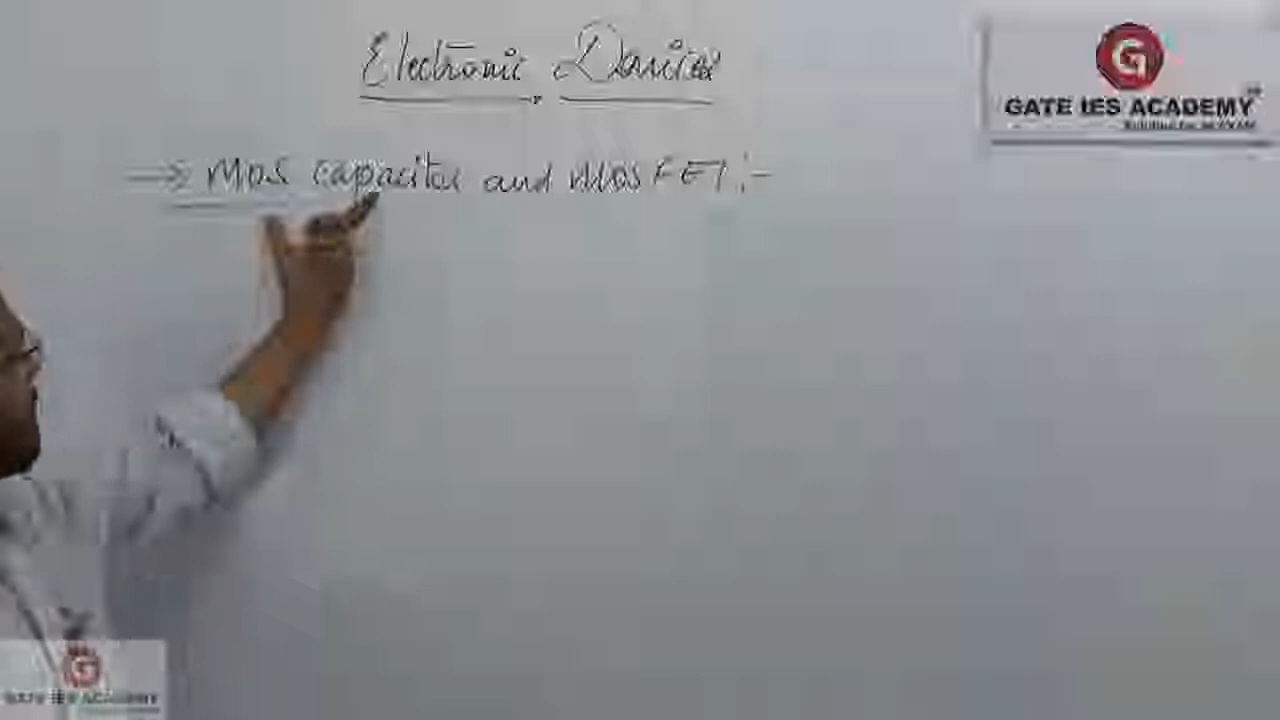 Electronic Devices
→ MOS capacitor and MOSFET :-
G
GATE IES ACADEMY
G
GATE IES ACADEMY